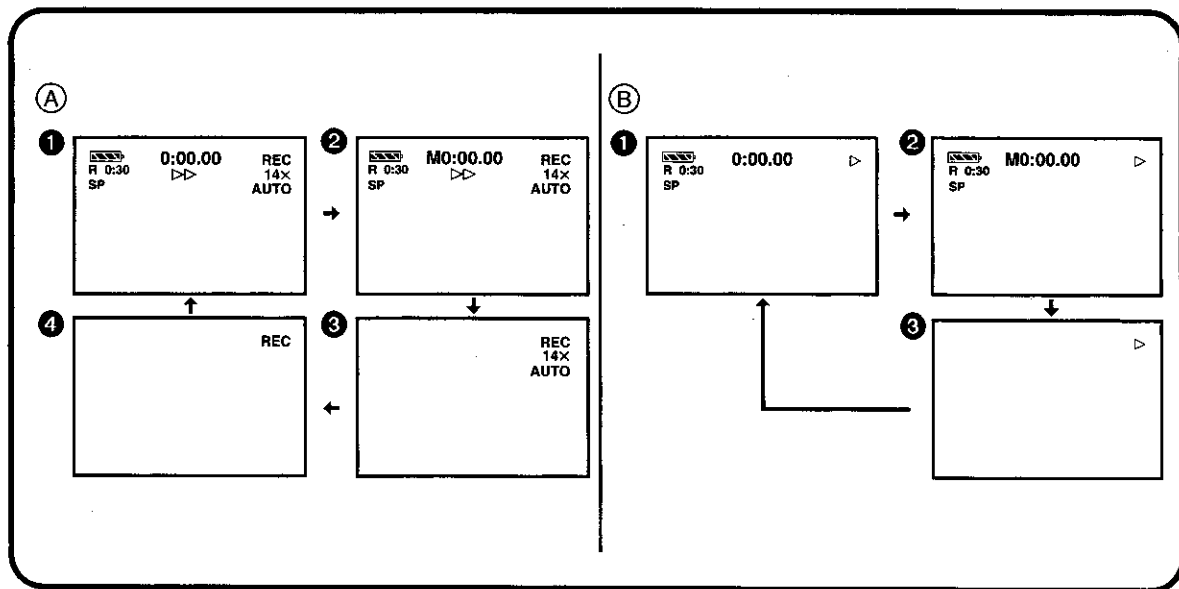 Ⓐ
❶
0:00.00 REC
R 0:30 ▷▷ 14×
SP AUTO
❷
M0:00.00 REC
R 0:30 ▷▷ 14×
SP AUTO
❹
REC
❸
REC
14×
AUTO
Ⓑ
❶
0:00.00 ▷
R 0:30
SP
❷
M0:00.00 ▷
R 0:30
SP
❸
▷